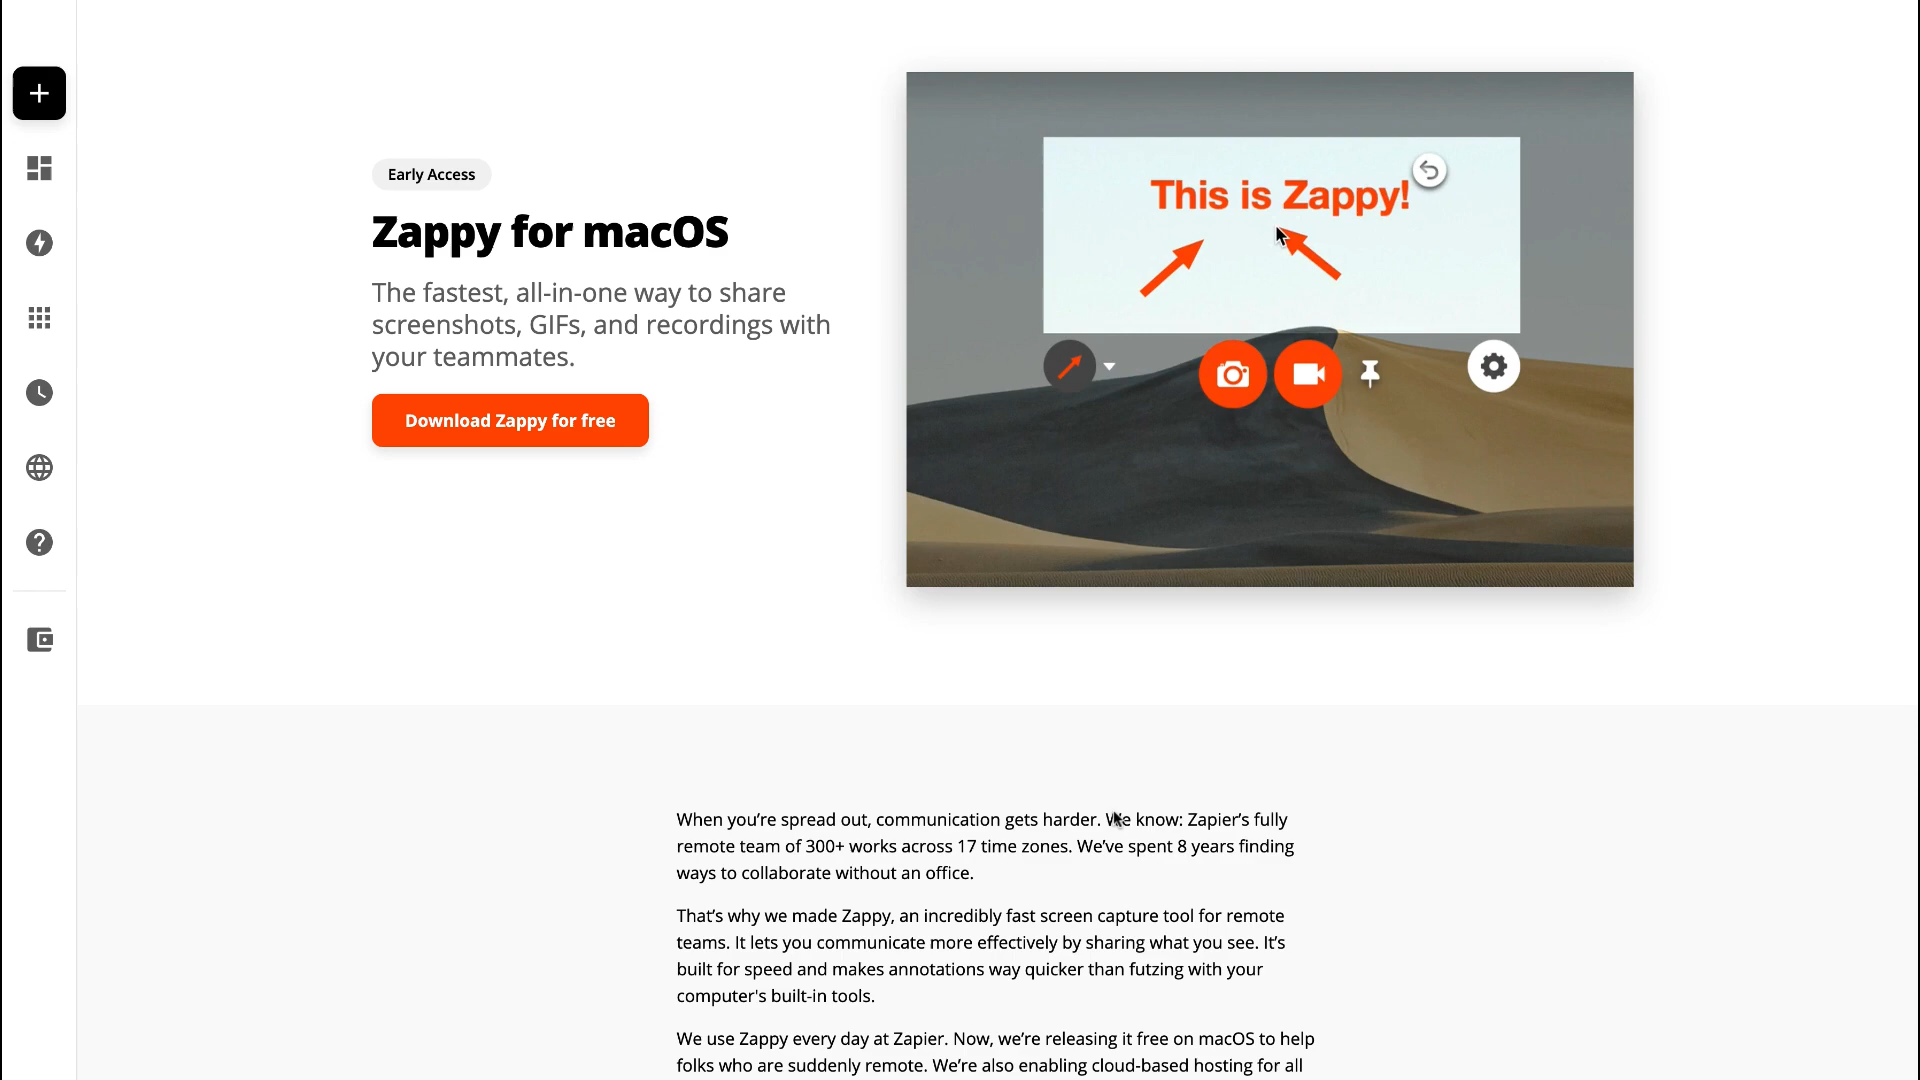 Early Access
Zappy for macOS
The fastest, all-in-one way to share
screenshots, GIFs, and recordings with
your teammates.
Download Zappy for free
This is Zappy!
When you’re spread out, communication gets harder. We know: Zapier’s fully
remote team of 300+ works across 17 time zones. We’ve spent 8 years finding
ways to collaborate without an office.
That’s why we made Zappy, an incredibly fast screen capture tool for remote
teams. It lets you communicate more effectively by sharing what you see. It’s
built for speed and makes annotations way quicker than futzing with your
computer's built-in tools.
We use Zappy every day at Zapier. Now, we’re releasing it free on macOS to help
folks who are suddenly remote. We’re also enabling cloud-based hosting for all